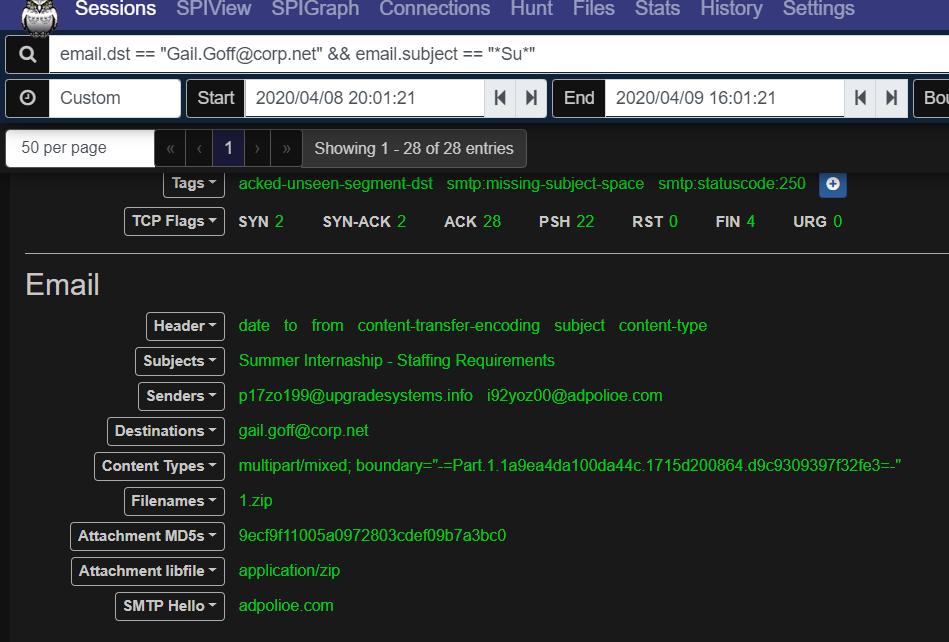 Sessions SPIView SPIGraph Connections Hunt Files Stats History Settings
email.dst == "Gail.Goff@corp.net" && email.subject == "*Su*"
Custom Start 2020/04/08 20:01:21 End 2020/04/09 16:01:21 Bou
50 per page « ‹ 1 › » Showing 1 - 28 of 28 entries
Tags acked-unseen-segment-dst smtp:missing-subject-space smtp:statuscode:250
TCP Flags SYN 2 SYN-ACK 2 ACK 28 PSH 22 RST 0 FIN 4 URG 0
Email
Header date to from content-transfer-encoding subject content-type
Subjects Summer Internaship - Staffing Requirements
Senders p17zo199@upgradesystems.info i92yoz00@adpolioe.com
Destinations gail.goff@corp.net
Content Types multipart/mixed; boundary="-=Part.1.1a9ea4da100da44c.1715d200864.d9c9309397f32fe3=-"
Filenames 1.zip
Attachment MD5s 9ecf9f11005a0972803cdef09b7a3bc0
Attachment libfile application/zip
SMTP Hello adpolioe.com